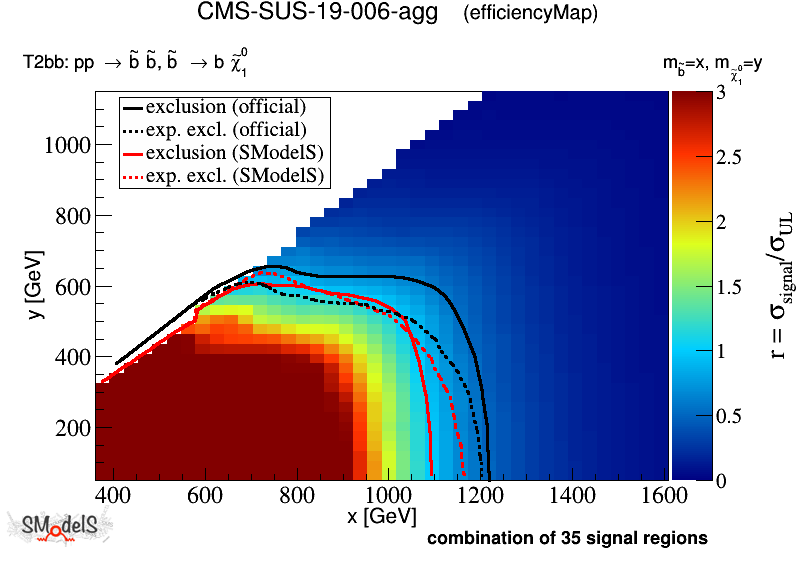 CMS-SUS-19-006-agg (efficiencyMap)
T2bb: pp → b̃ b̃, b̃ → b χ̃₁⁰
m_b̃=x, m_χ̃₁⁰=y
exclusion (official)
exp. excl. (official)
exclusion (SModelS)
exp. excl. (SModelS)
y [GeV]
1000
800
600
400
200
400 600 800 1000 1200 1400 1600
x [GeV]
3
2.5
2
1.5
1
0.5
0
r = σ_signal/σ_UL
SModelS
combination of 35 signal regions